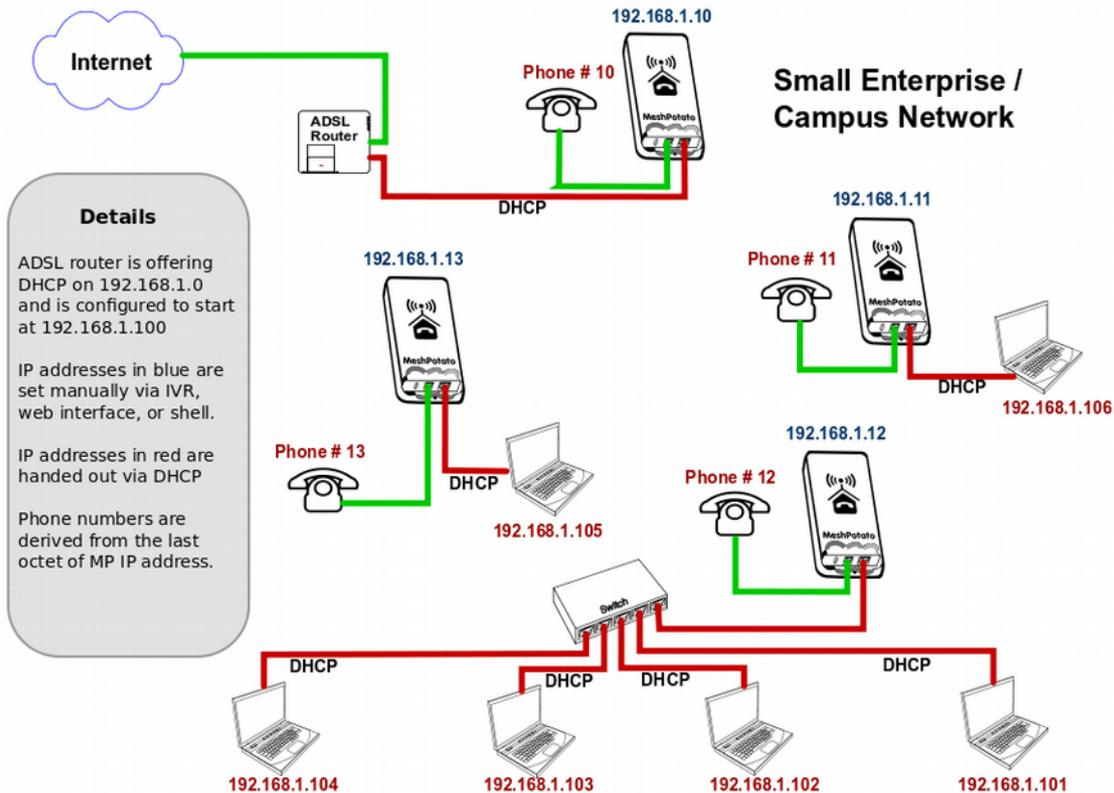 192.168.1.10
Internet
Phone # 10
Small Enterprise /
Campus Network
MeshPotato
ADSL
Router
DHCP
Details
ADSL router is offering
DHCP on 192.168.1.0
and is configured to start
at 192.168.1.100
IP addresses in blue are
set manually via IVR,
web interface, or shell.
IP addresses in red are
handed out via DHCP
Phone numbers are
derived from the last
octet of MP IP address.
192.168.1.11
Phone # 11
MeshPotato
DHCP
192.168.1.106
192.168.1.13
MeshPotato
Phone # 13
DHCP
192.168.1.105
192.168.1.12
Phone # 12
MeshPotato
Switch
DHCP
DHCP
DHCP
DHCP
192.168.1.104
192.168.1.103
192.168.1.102
192.168.1.101